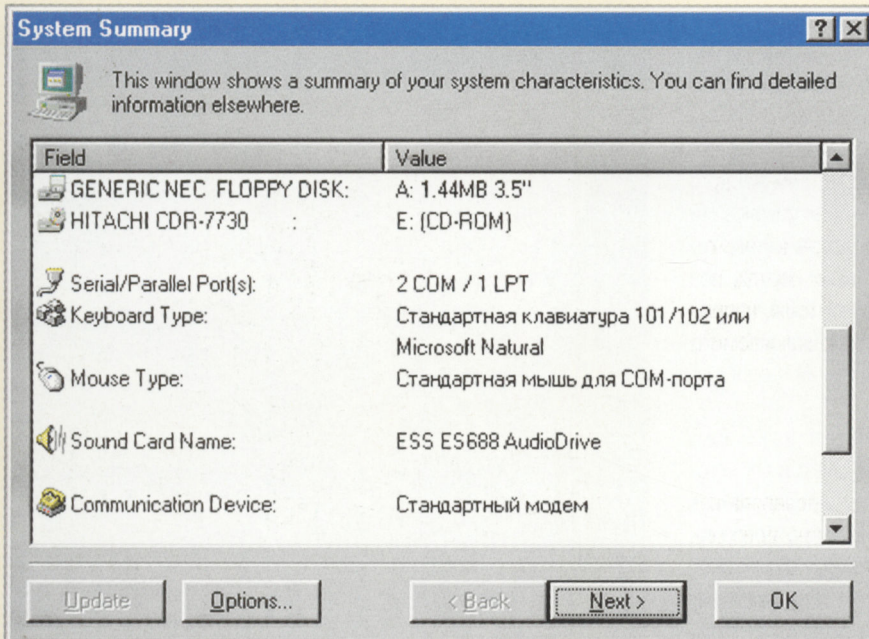 System Summary
This window shows a summary of your system characteristics. You can find detailed
information elsewhere.
Field Value
GENERIC NEC FLOPPY DISK: A: 1.44MB 3.5"
HITACHI CDR-7730 : E: (CD-ROM)
Serial/Parallel Port(s): 2 COM / 1 LPT
Keyboard Type: Стандартная клавиатура 101/102 или
Microsoft Natural
Mouse Type: Стандартная мышь для COM-порта
Sound Card Name: ESS ES688 AudioDrive
Communication Device: Стандартный модем
Update Options... < Back Next > OK